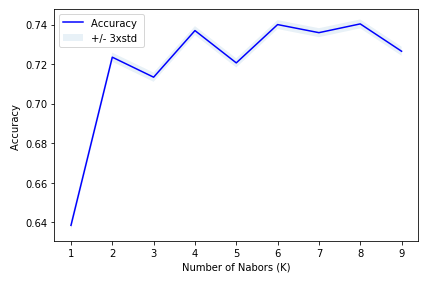 Accuracy
+/- 3xstd
0.74
0.72
0.70
0.68
0.66
0.64
Accuracy
1 2 3 4 5 6 7 8 9
Number of Nabors (K)